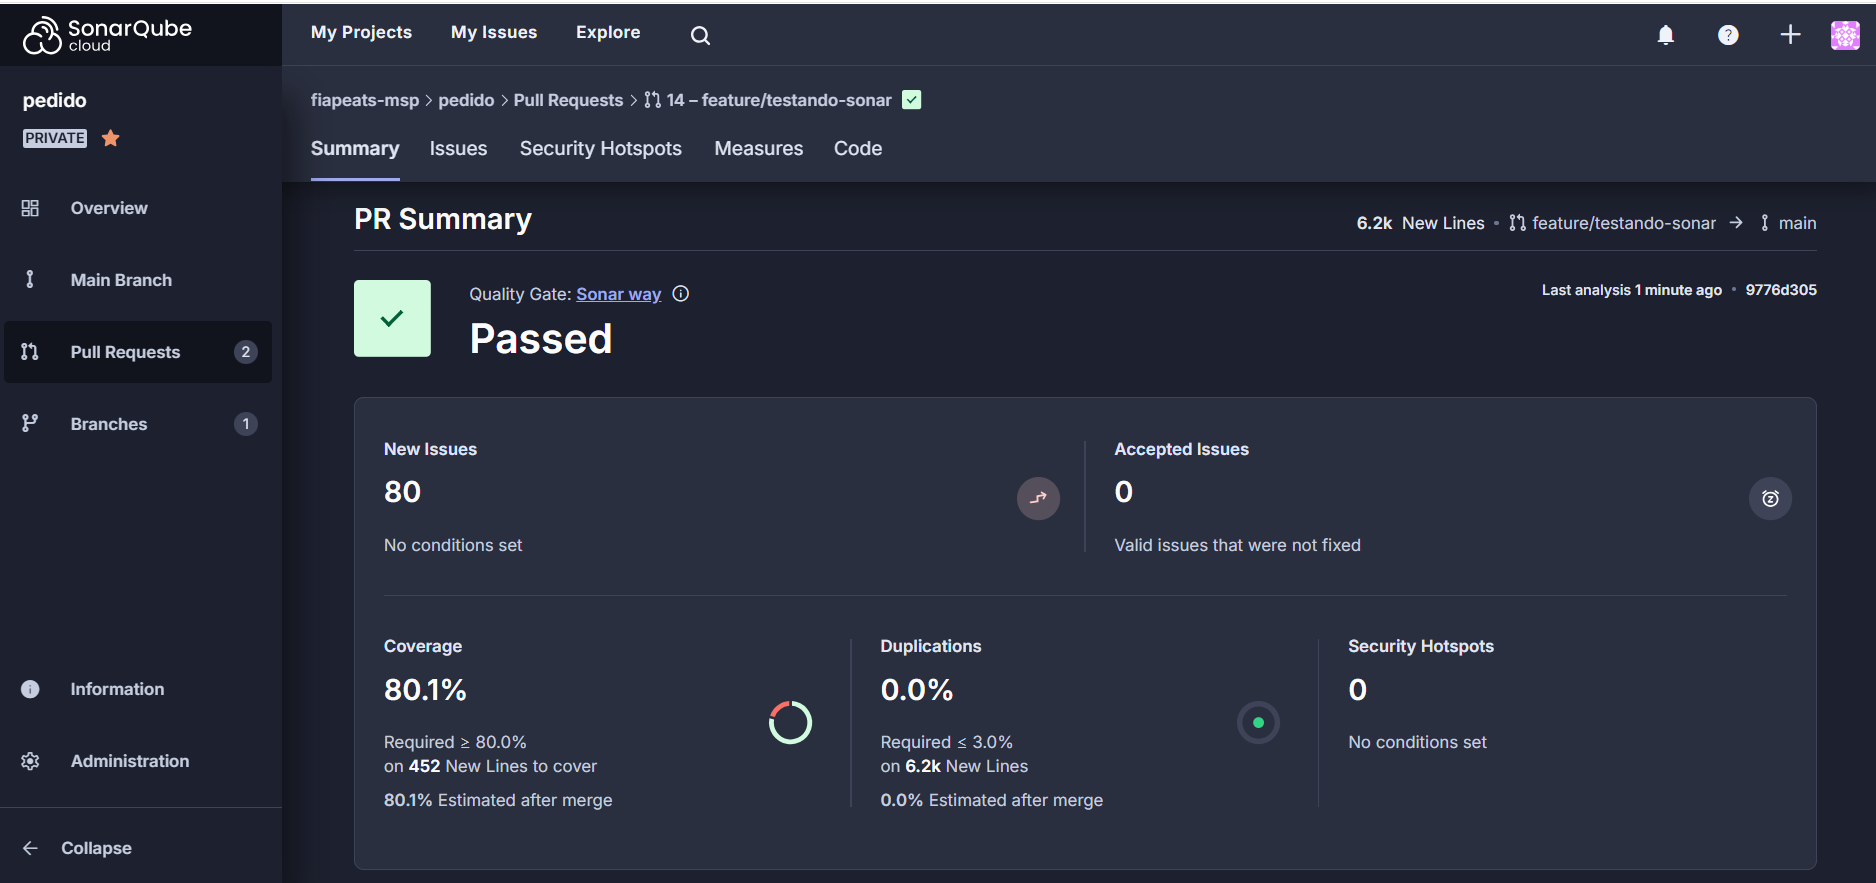 SonarQube
cloud
My Projects
My Issues
Explore
pedido
PRIVATE
Overview
Main Branch
Pull Requests 2
Branches 1
Information
Administration
Collapse
fiapeats-msp > pedido > Pull Requests > 14 – feature/testando-sonar
Summary
Issues
Security Hotspots
Measures
Code
PR Summary
6.2k New Lines • feature/testando-sonar → main
Quality Gate: Sonar way
Passed
Last analysis 1 minute ago • 9776d305
New Issues
80
No conditions set
Accepted Issues
0
Valid issues that were not fixed
Coverage
80.1%
Required ≥ 80.0%
on 452 New Lines to cover
80.1% Estimated after merge
Duplications
0.0%
Required ≤ 3.0%
on 6.2k New Lines
0.0% Estimated after merge
Security Hotspots
0
No conditions set